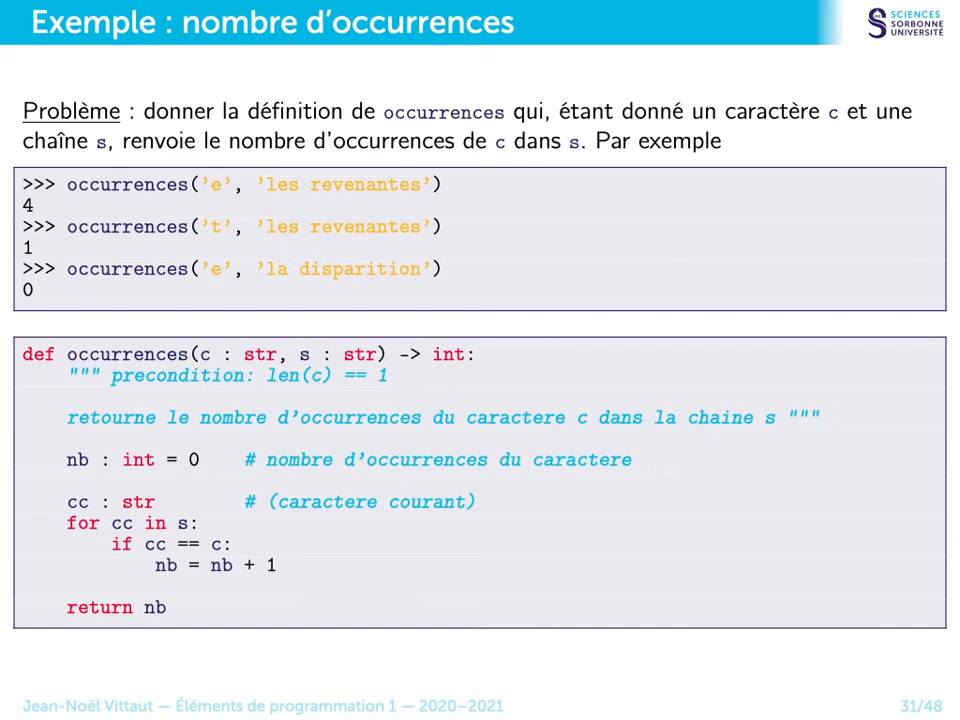 Exemple : nombre d’occurrences
SCIENCES
SORBONNE
UNIVERSITÉ
Problème : donner la définition de occurrences qui, étant donné un caractère c et une
chaîne s, renvoie le nombre d’occurrences de c dans s. Par exemple
>>> occurrences(’e’, ’les revenantes’)
4
>>> occurrences(’t’, ’les revenantes’)
1
>>> occurrences(’e’, ’la disparition’)
0
def occurrences(c : str, s : str) -> int:
    """ precondition: len(c) == 1
    retourne le nombre d’occurrences du caractere c dans la chaine s """
    nb : int = 0    # nombre d’occurrences du caractere
    cc : str        # (caractere courant)
    for cc in s:
        if cc == c:
            nb = nb + 1
    return nb
Jean-Noël Vittaut — Éléments de programmation 1 — 2020–2021
31/48